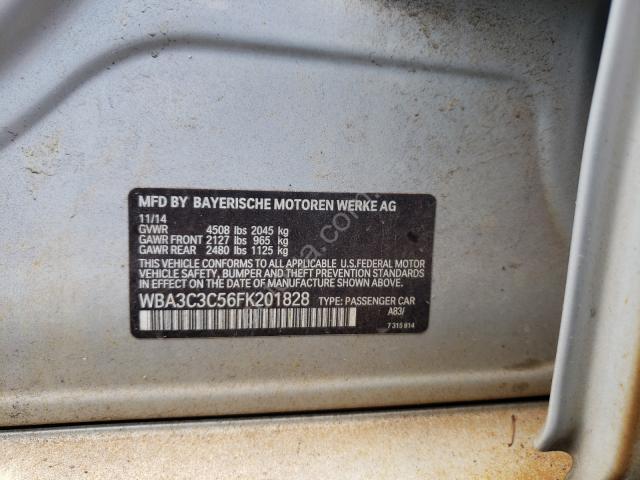 MFD BY BAYERISCHE MOTOREN WERKE AG
11/14
GVWR 4508 lbs 2045 kg
GAWR FRONT 2127 lbs 965 kg
GAWR REAR 2480 lbs 1125 kg
THIS VEHICLE CONFORMS TO ALL APPLICABLE U.S.FEDERAL MOTOR
VEHICLE SAFETY, BUMPER AND THEFT PREVENTION STANDARDS
IN EFFECT ON THE DATE OF MANUFACTURE SHOWN ABOVE.
WBA3C3C56FK201828 TYPE: PASSENGER CAR
A83/
7 315 814